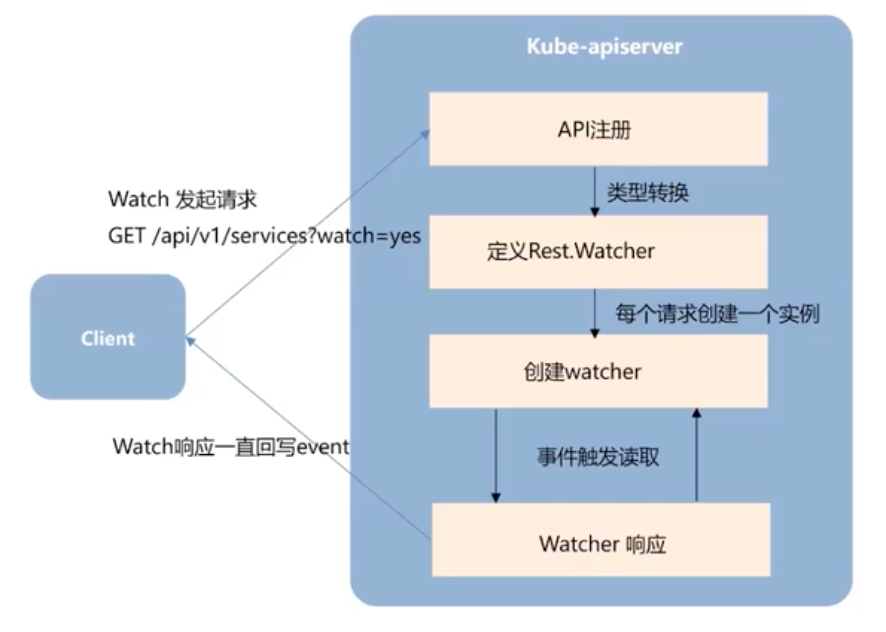 Kube-apiserver
API注册
Watch 发起请求
类型转换
GET /api/v1/services?watch=yes
定义Rest.Watcher
每个请求创建一个实例
Client
创建watcher
Watch响应一直回写event
事件触发读取
Watcher 响应